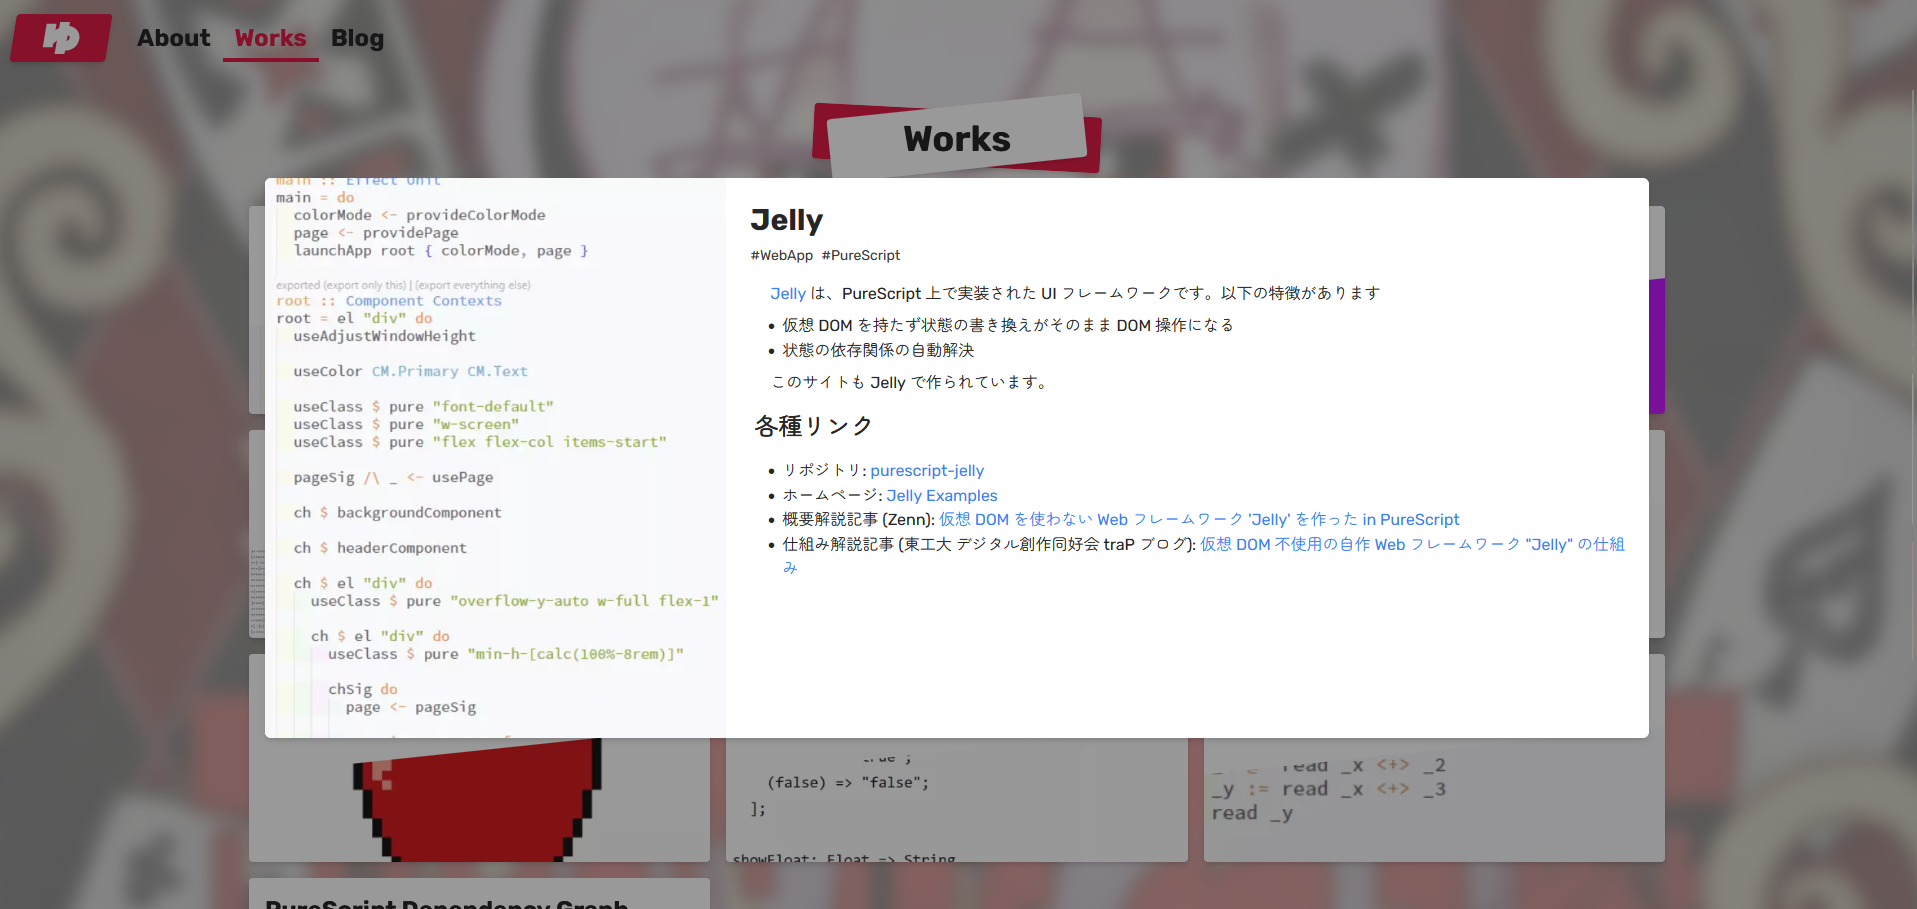 About Works Blog
Works
main :: Effect Unit
main = do
colorMode <- provideColorMode
page <- providePage
launchApp root { colorMode, page }
exported (export only this) | (export everything else)
root :: Component Contexts
root = el "div" do
useAdjustWindowHeight
useColor CM.Primary CM.Text
useClass $ pure "font-default"
useClass $ pure "w-screen"
useClass $ pure "flex flex-col items-start"
pageSig /\ _ <- usePage
ch $ backgroundComponent
ch $ headerComponent
ch $ el "div" do
useClass $ pure "overflow-y-auto w-full flex-1"
ch $ el "div" do
useClass $ pure "min-h-[calc(100%-8rem)]"
chSig do
page <- pageSig
Jelly
#WebApp #PureScript
Jelly は、PureScript 上で実装された UI フレームワークです。以下の特徴があります
• 仮想 DOM を持たず状態の書き換えがそのまま DOM 操作になる
• 状態の依存関係の自動解決
このサイトも Jelly で作られています。
各種リンク
• リポジトリ: purescript-jelly
• ホームページ: Jelly Examples
• 概要解説記事 (Zenn): 仮想 DOM を使わない Web フレームワーク 'Jelly' を作った in PureScript
• 仕組み解説記事 (東工大 デジタル創作同好会 traP ブログ): 仮想 DOM 不使用の自作 Web フレームワーク "Jelly" の仕組
み
(false) => "false";
];
showFloat: Float => String
read _x <+> _2
_y := read _x <+> _3
read _y
PureScript Dependency Graph